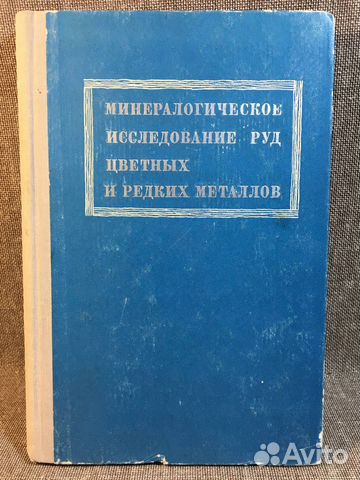 МИНЕРАЛОГИЧЕСКОЕ
ИССЛЕДОВАНИЕ РУД
ЦВЕТНЫХ
И РЕДКИХ МЕТАЛЛОВ
Avito